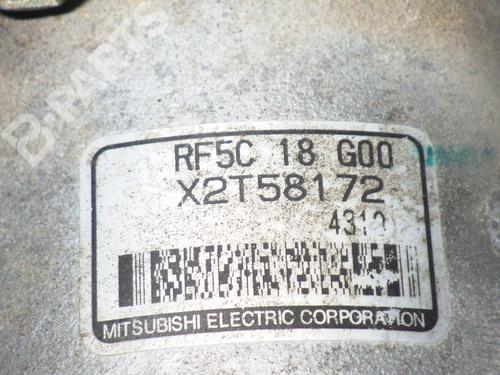 B-PARTS
RF5C 18 G00
X2T58172
MITSUBISHI ELECTRIC CORPORATION